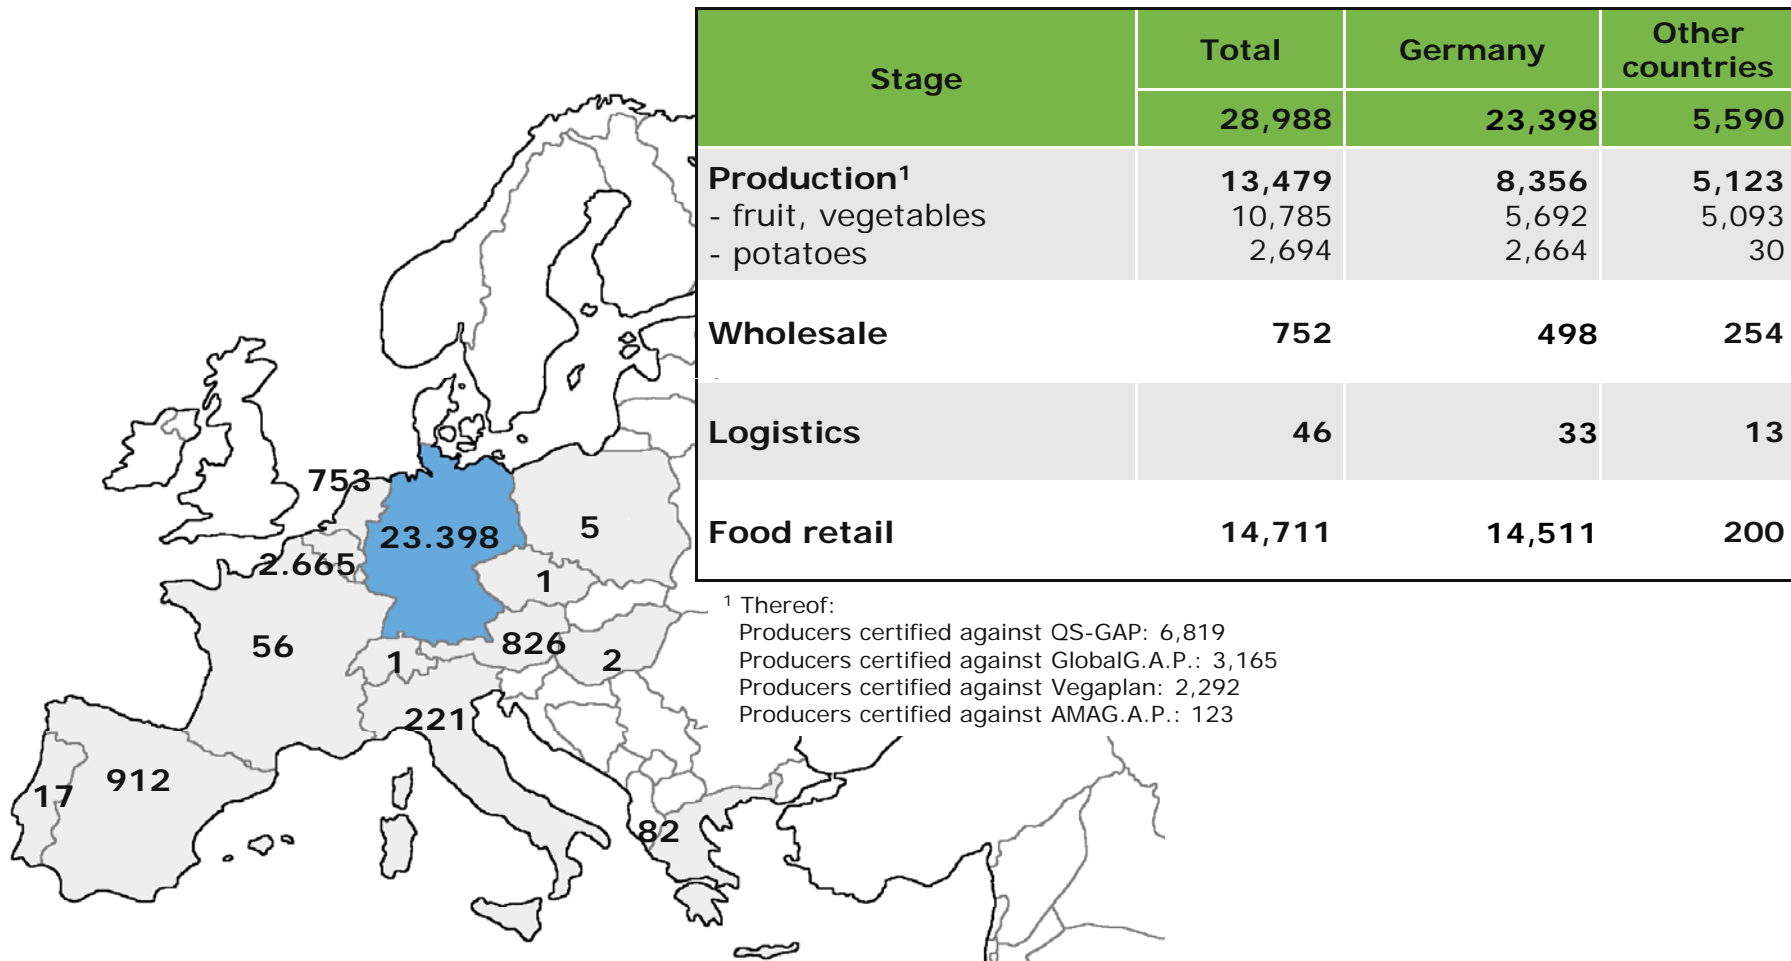 Stage Total Germany Other countries
28,988 23,398 5,590
Production¹ 13,479 8,356 5,123
- fruit, vegetables 10,785 5,692 5,093
- potatoes 2,694 2,664 30
Wholesale 752 498 254
Logistics 46 33 13
Food retail 14,711 14,511 200
¹ Thereof:
Producers certified against QS-GAP: 6,819
Producers certified against GlobalG.A.P.: 3,165
Producers certified against Vegaplan: 2,292
Producers certified against AMAG.A.P.: 123
753
23.398
5
2.665
1
56
1
826
2
221
912
17
82